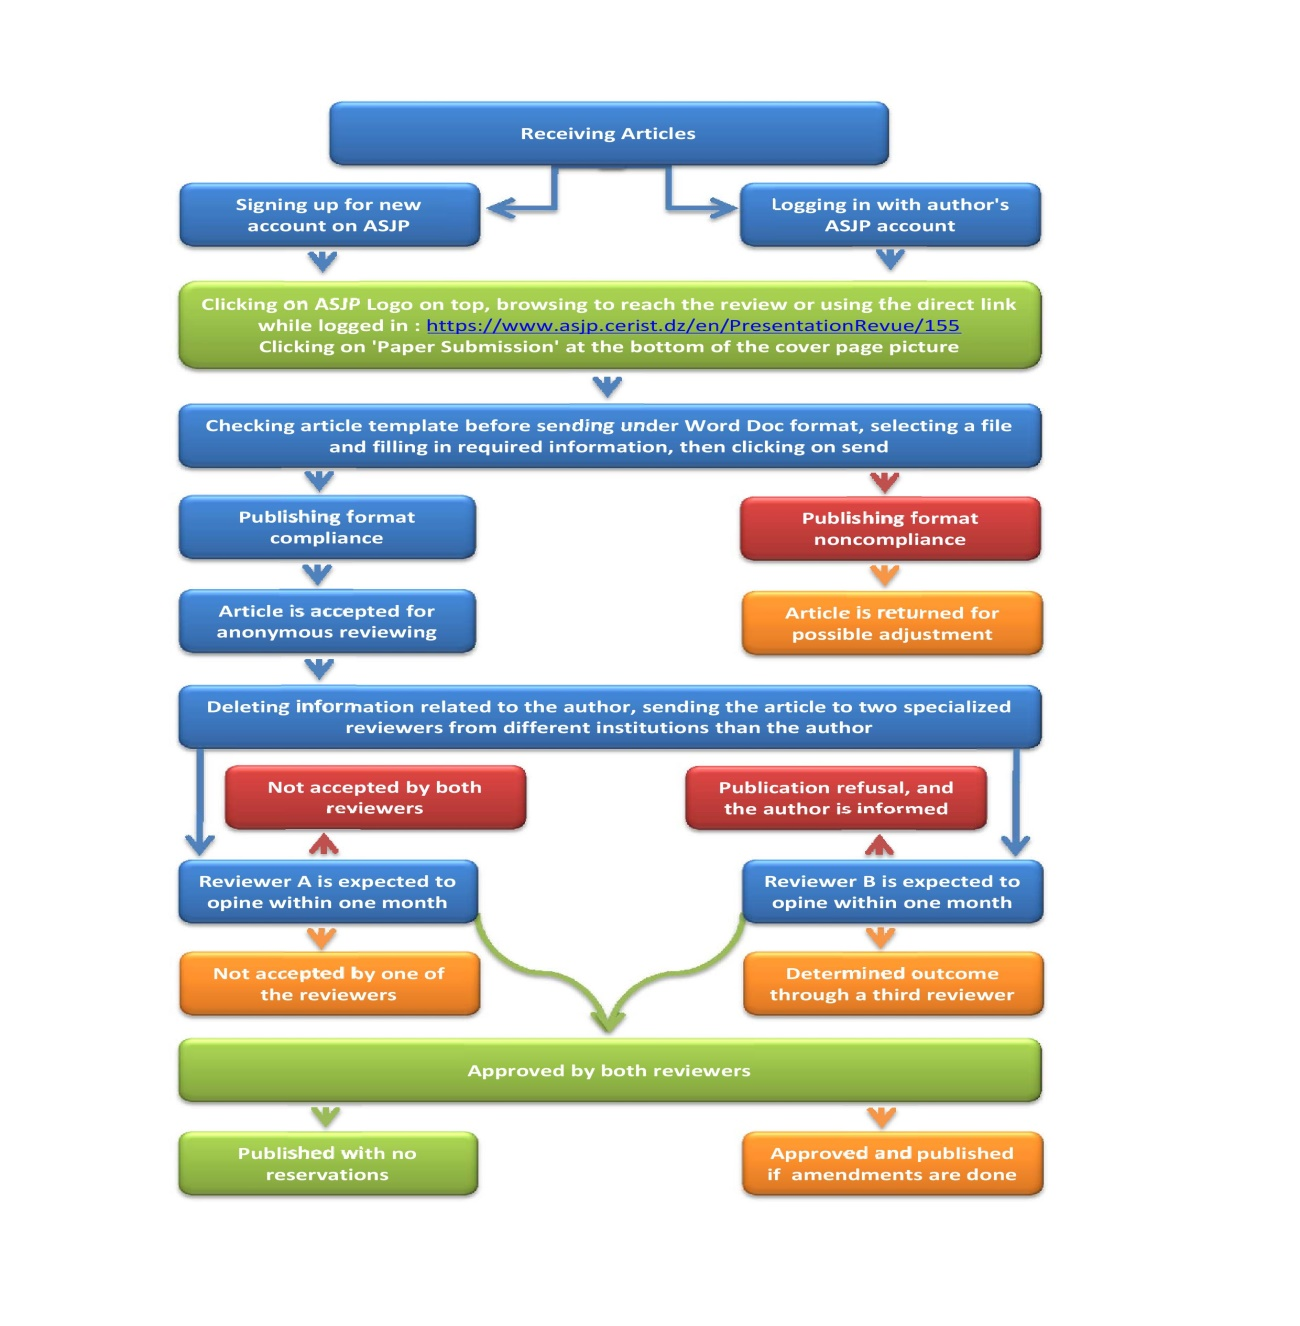 Receiving Articles
Signing up for new
account on ASJP
Logging in with author's
ASJP account
Clicking on ASJP Logo on top, browsing to reach the review or using the direct link
while logged in : https://www.asjp.cerist.dz/en/PresentationRevue/155
Clicking on 'Paper Submission' at the bottom of the cover page picture
Checking article template before sending under Word Doc format, selecting a file
and filling in required information, then clicking on send
Publishing format
compliance
Publishing format
noncompliance
Article is accepted for
anonymous reviewing
Article is returned for
possible adjustment
Deleting information related to the author, sending the article to two specialized
reviewers from different institutions than the author
Not accepted by both
reviewers
Publication refusal, and
the author is informed
Reviewer A is expected to
opine within one month
Reviewer B is expected to
opine within one month
Not accepted by one of
the reviewers
Determined outcome
through a third reviewer
Approved by both reviewers
Published with no
reservations
Approved and published
if amendments are done